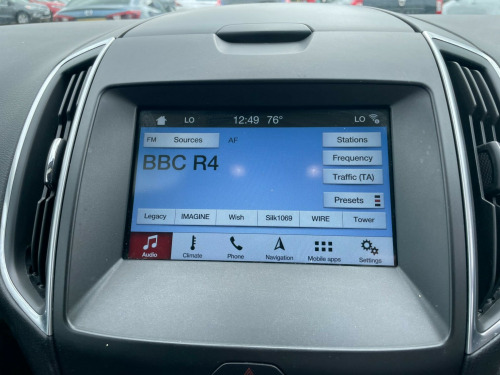 LO 12:49 76° LO
FM Sources AF Stations
BBC R4
Frequency
Traffic (TA)
Presets
Legacy IMAGINE Wish Silk1069 WIRE Tower
Audio Climate Phone Navigation Mobile apps Settings